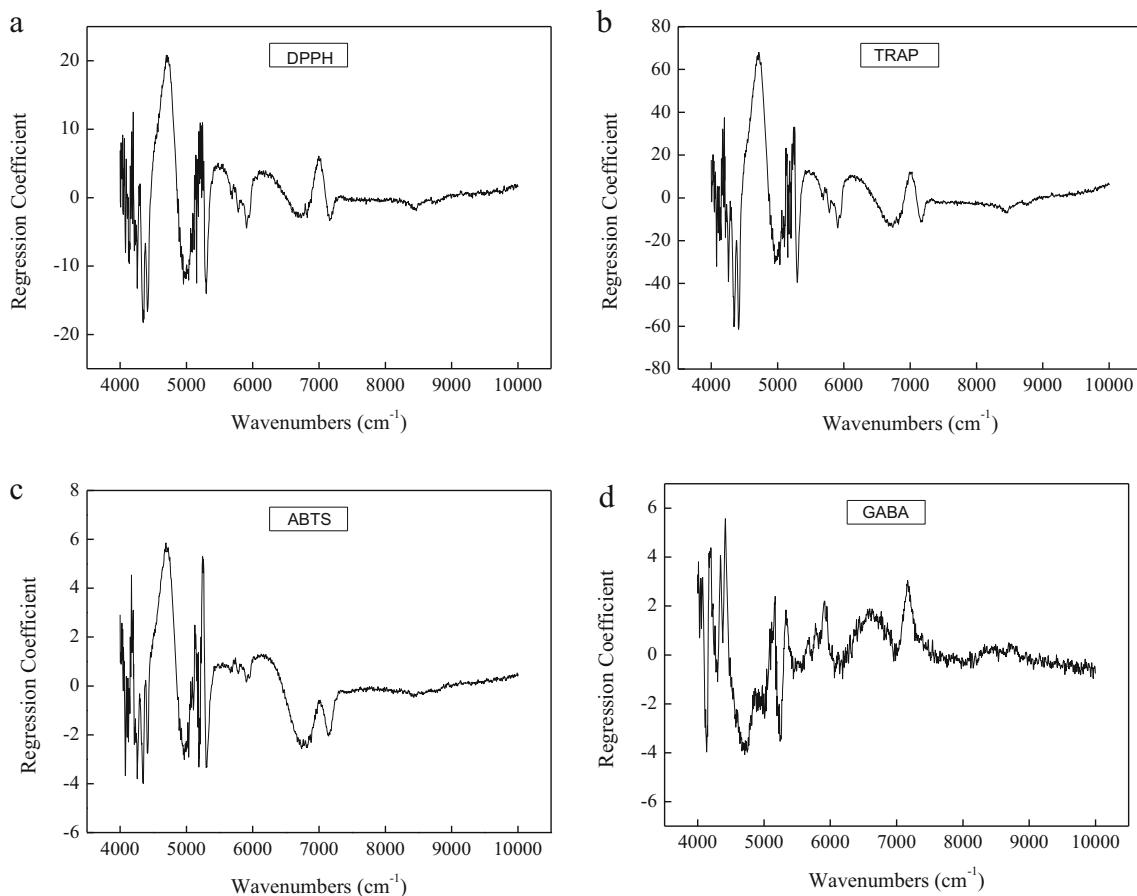 a
DPPH
20
10
0
-10
-20
Regression Coefficient
4000 5000 6000 7000 8000 9000 10000
Wavenumbers (cm-1)
b
TRAP
80
60
40
20
0
-20
-40
-60
-80
Regression Coefficient
4000 5000 6000 7000 8000 9000 10000
Wavenumbers (cm-1)
c
ABTS
8
6
4
2
0
-2
-4
-6
Regression Coefficient
4000 5000 6000 7000 8000 9000 10000
Wavenumbers (cm-1)
d
GABA
6
4
2
0
-2
-4
-6
Regression Coefficient
4000 5000 6000 7000 8000 9000 10000
Wavenumbers (cm-1)